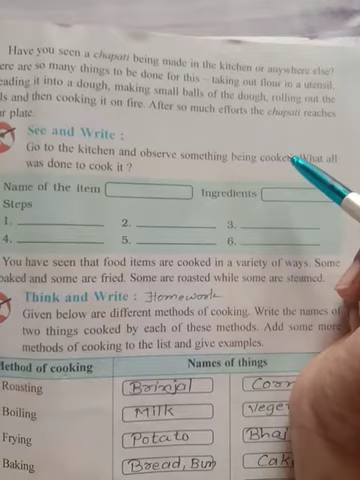 Have you seen a chapati being made in the kitchen or anywhere else?
ere are so many things to be done for this – taking out flour in a utensil,
eading it into a dough, making small balls of the dough, rolling out the
ls and then cooking it on fire. After so much efforts the chapati reaches
ur plate.
See and Write :
Go to the kitchen and observe something being cooked. What all
was done to cook it ?
Name of the item
Ingredients
Steps
1. 2. 3.
4. 5. 6.
You have seen that food items are cooked in a variety of ways. Some
baked and some are fried. Some are roasted while some are steamed.
Think and Write : Homework
Given below are different methods of cooking. Write the names of
two things cooked by each of these methods. Add some more
methods of cooking to the list and give examples.
Method of cooking Names of things
Roasting Brinjal Corn
Boiling Milk Vege
Frying Potato Bhaj
Baking Bread, Bun Cak